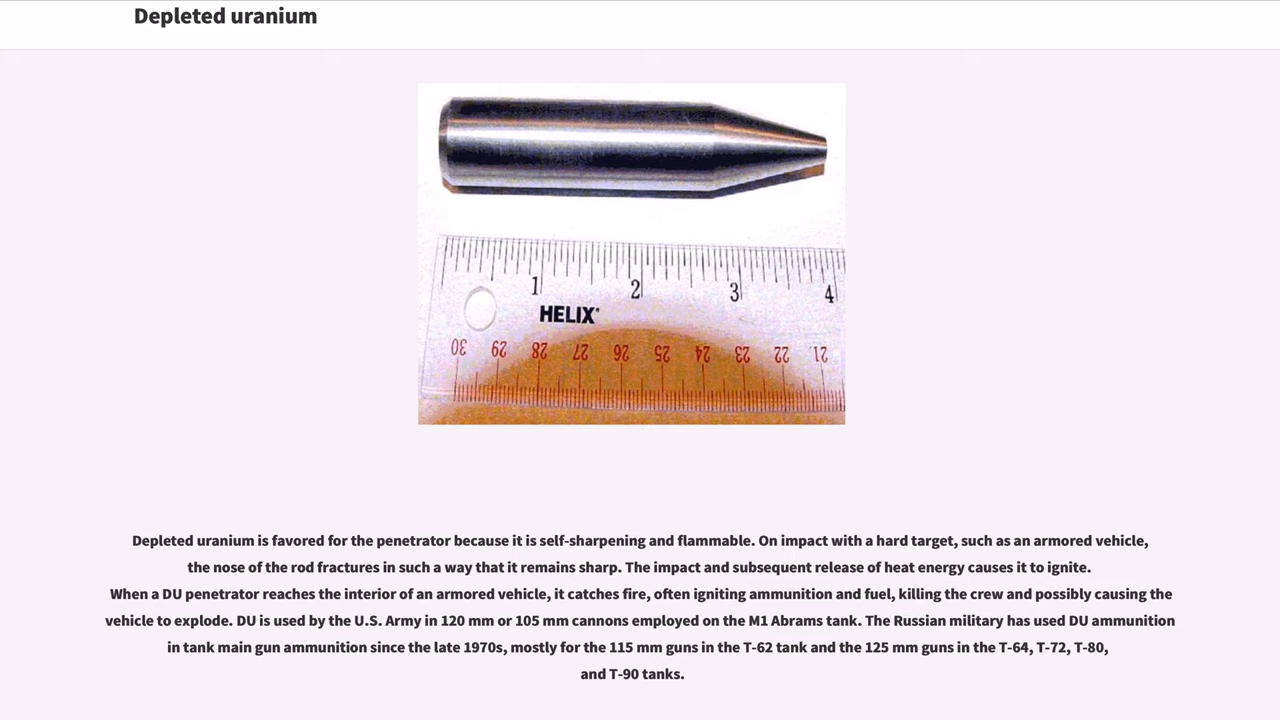 Depleted uranium
1 2 3 4
HELIX®
30 29 28 27 26 25 24 23 22 21
Depleted uranium is favored for the penetrator because it is self-sharpening and flammable. On impact with a hard target, such as an armored vehicle,
the nose of the rod fractures in such a way that it remains sharp. The impact and subsequent release of heat energy causes it to ignite.
When a DU penetrator reaches the interior of an armored vehicle, it catches fire, often igniting ammunition and fuel, killing the crew and possibly causing the
vehicle to explode. DU is used by the U.S. Army in 120 mm or 105 mm cannons employed on the M1 Abrams tank. The Russian military has used DU ammunition
in tank main gun ammunition since the late 1970s, mostly for the 115 mm guns in the T-62 tank and the 125 mm guns in the T-64, T-72, T-80,
and T-90 tanks.